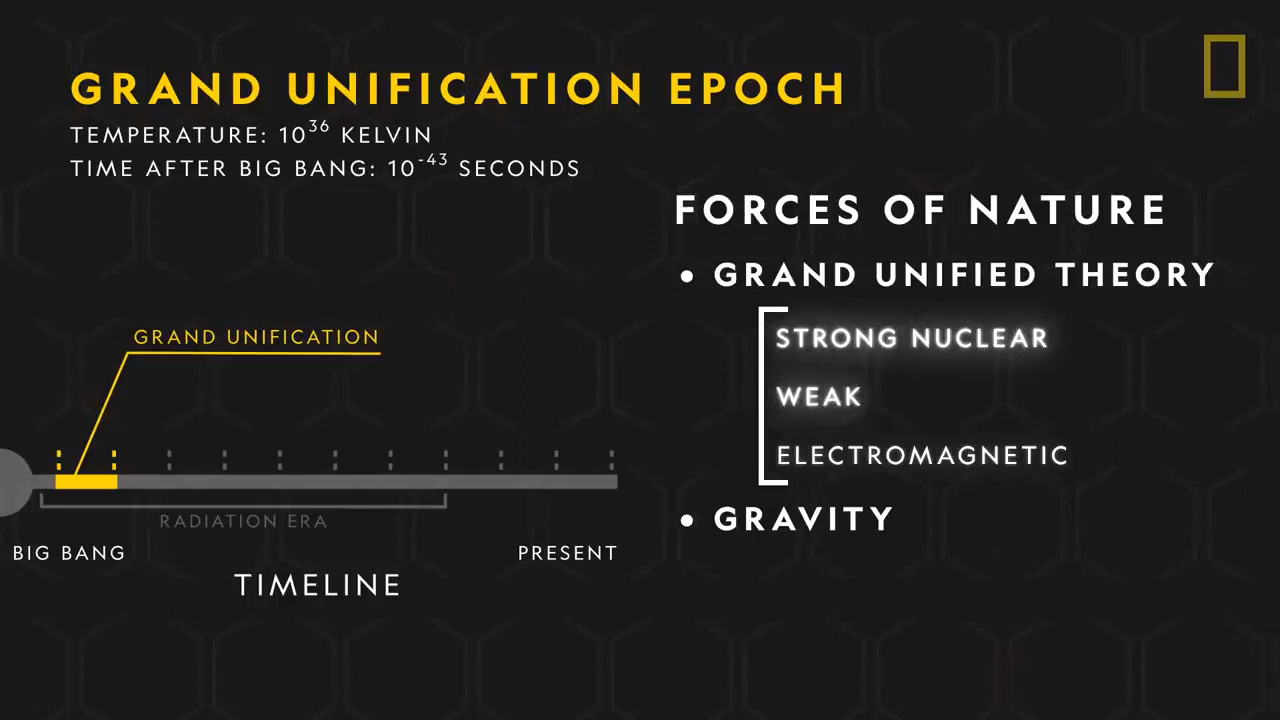 GRAND UNIFICATION EPOCH
TEMPERATURE: 10³⁶ KELVIN
TIME AFTER BIG BANG: 10⁻⁴³ SECONDS
FORCES OF NATURE
• GRAND UNIFIED THEORY
STRONG NUCLEAR
WEAK
ELECTROMAGNETIC
• GRAVITY
GRAND UNIFICATION
RADIATION ERA
BIG BANG
PRESENT
TIMELINE